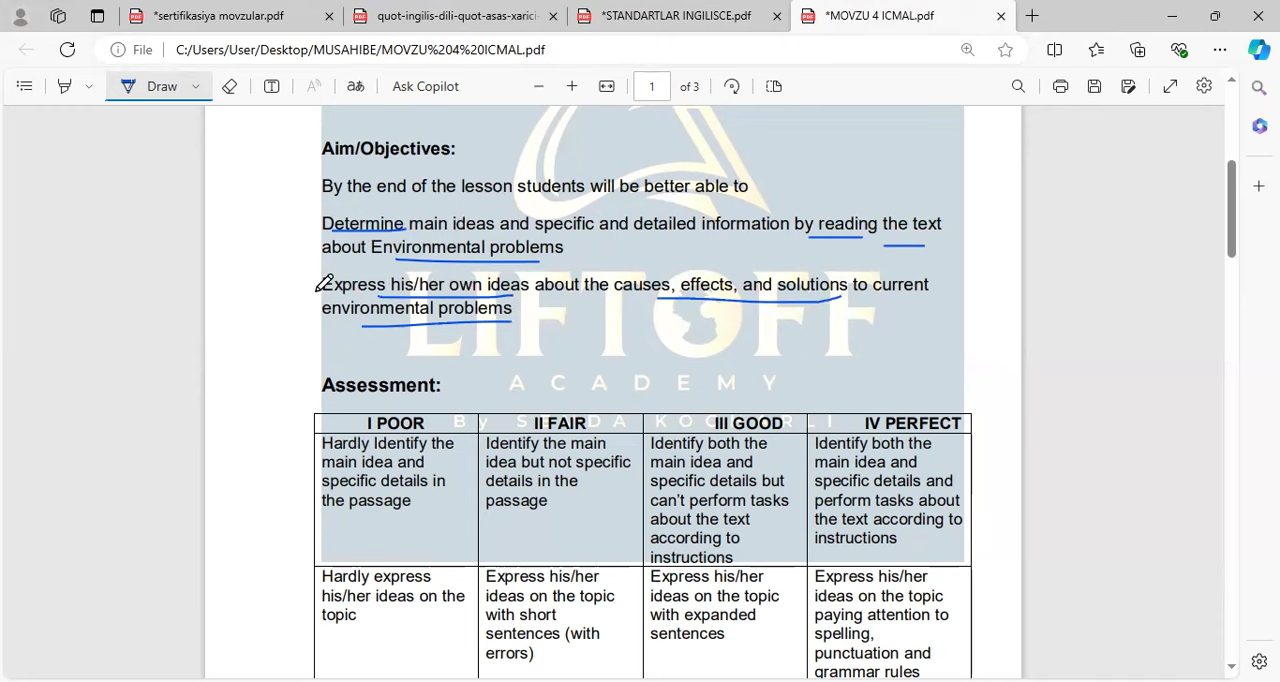 *sertifikasiya movzular.pdf
quot-ingilis-dili-quot-asas-xarici-
*STANDARTLAR INGILISCE.pdf
*MOVZU 4 ICMAL.pdf
File
C:/Users/User/Desktop/MUSAHIBE/MOVZU%204%20ICMAL.pdf
Draw
aあ
Ask Copilot
1 of 3
Aim/Objectives:
By the end of the lesson students will be better able to
Determine main ideas and specific and detailed information by reading the text
about Environmental problems
Express his/her own ideas about the causes, effects, and solutions to current
environmental problems
LIFTOFF
ACADEMY
Assessment:
I POOR
II FAIR
III GOOD
IV PERFECT
Hardly Identify the
main idea and
specific details in
the passage
Identify the main
idea but not specific
details in the
passage
Identify both the
main idea and
specific details but
can’t perform tasks
about the text
according to
instructions
Identify both the
main idea and
specific details and
perform tasks about
the text according to
instructions
Hardly express
his/her ideas on the
topic
Express his/her
ideas on the topic
with short
sentences (with
errors)
Express his/her
ideas on the topic
with expanded
sentences
Express his/her
ideas on the topic
paying attention to
spelling,
punctuation and
grammar rules